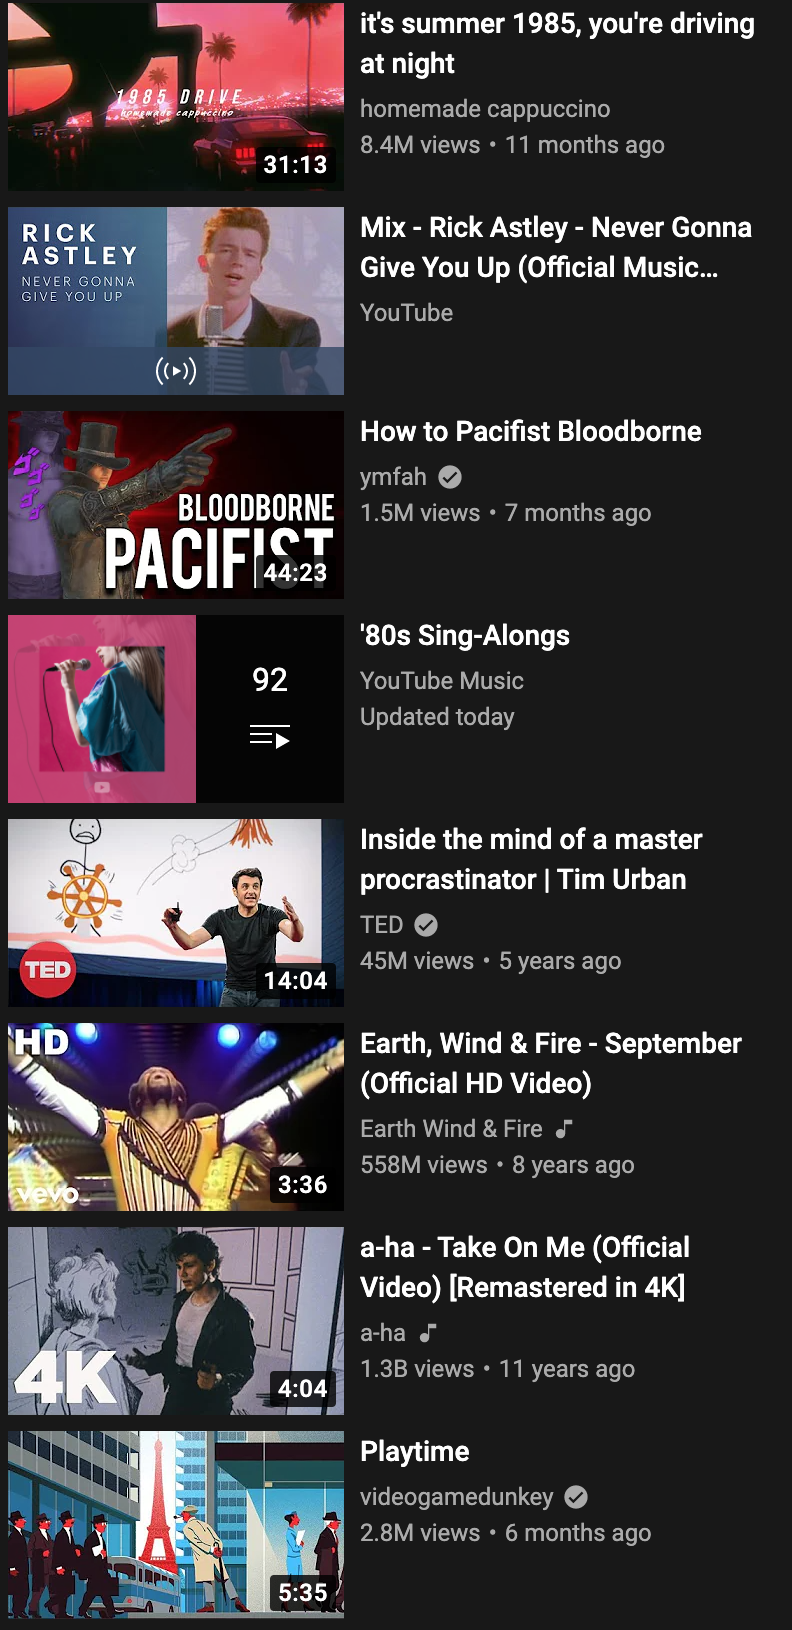 1985 DRIVE
homemade cappuccino
31:13
it's summer 1985, you're driving
at night
homemade cappuccino
8.4M views • 11 months ago
RICK
ASTLEY
NEVER GONNA
GIVE YOU UP
Mix - Rick Astley - Never Gonna
Give You Up (Official Music...
YouTube
ゴ
ゴ
ゴ
ゴ
BLOODBORNE
PACIFIST
44:23
How to Pacifist Bloodborne
ymfah
1.5M views • 7 months ago
92
'80s Sing-Alongs
YouTube Music
Updated today
TED
14:04
Inside the mind of a master
procrastinator | Tim Urban
TED
45M views • 5 years ago
HD
vevo
3:36
Earth, Wind & Fire - September
(Official HD Video)
Earth Wind & Fire
558M views • 8 years ago
4K
4:04
a-ha - Take On Me (Official
Video) [Remastered in 4K]
a-ha
1.3B views • 11 years ago
5:35
Playtime
videogamedunkey
2.8M views • 6 months ago